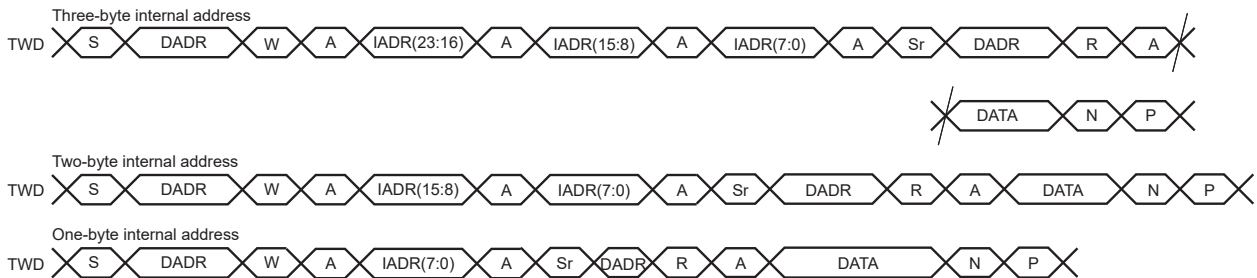 Three-byte internal address
TWD S DADR W A IADR(23:16) A IADR(15:8) A IADR(7:0) A Sr DADR R A
DATA N P
Two-byte internal address
TWD S DADR W A IADR(15:8) A IADR(7:0) A Sr DADR R A DATA N P
One-byte internal address
TWD S DADR W A IADR(7:0) A Sr DADR R A DATA N P